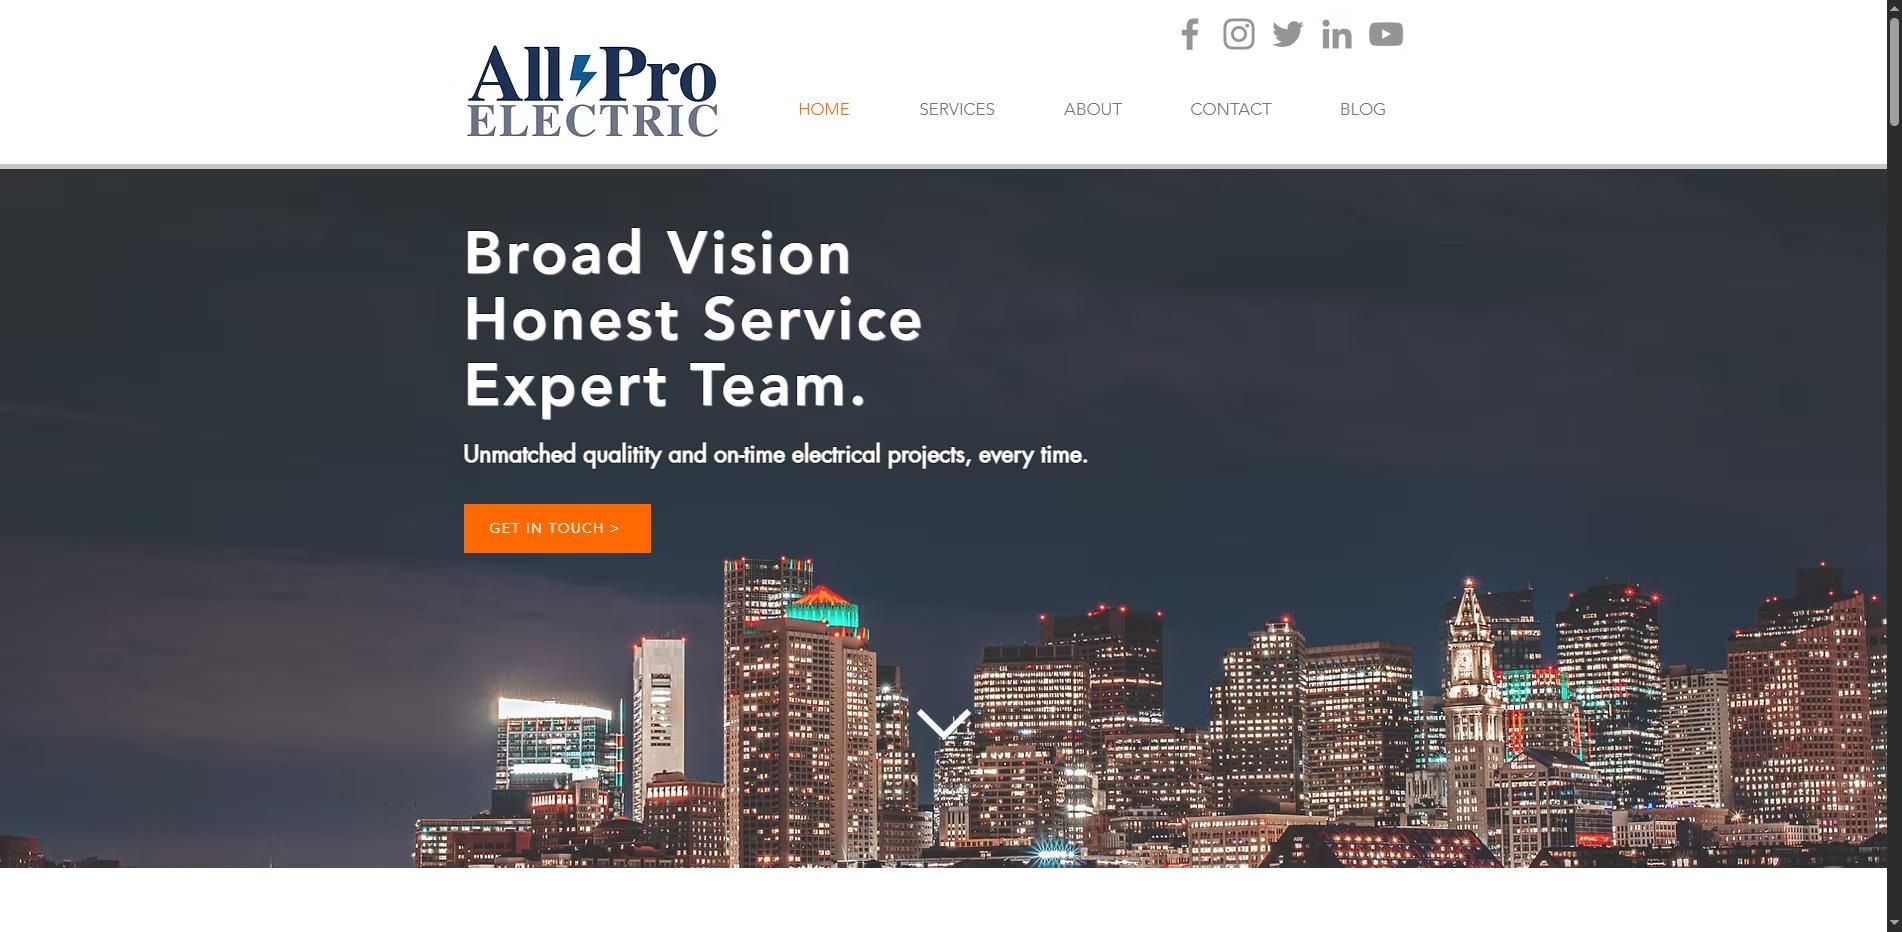 All Pro
ELECTRIC
HOME
SERVICES
ABOUT
CONTACT
BLOG
Broad Vision
Honest Service
Expert Team.
Unmatched qualitity and on-time electrical projects, every time.
GET IN TOUCH >